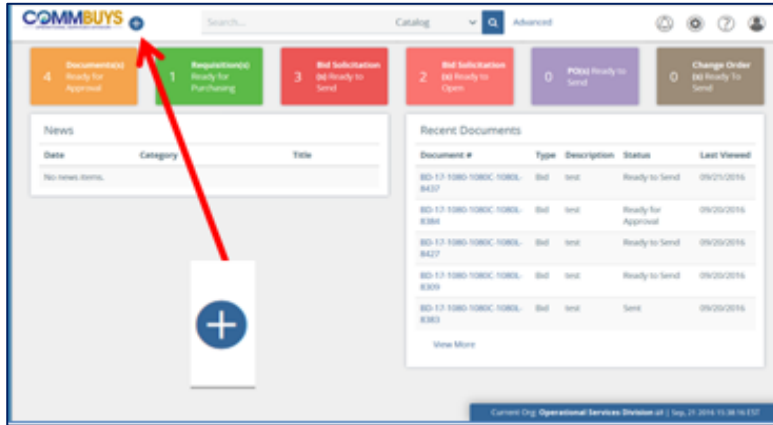 COMMBUYS
Search...
Catalog
Advanced
4 Documents(s) Ready for Approval
1 Requisition(s) Ready for Purchasing
3 Bid Solicitation (s) Ready to Send
2 Bid Solicitation (s) Ready to Open
0 PO(s) Ready to Send
0 Change Order (s) Ready To Send
News
Date Category Title
No news items.
Recent Documents
Document # Type Description Status Last Viewed
BD-17-1080-1080C-1080L- Bid test Ready to Send 09/21/2016
8437
BD-17-1080-1080C-1080L- Bid test Ready for 09/20/2016
8384 Approval
BD-17-1080-1080C-1080L- Bid test Ready to Send 09/20/2016
8427
BD-17-1080-1080C-1080L- Bid test Ready to Send 09/20/2016
8309
BD-17-1080-1080C-1080L- Bid test Sent 09/20/2016
8383
View More
Current Org: Operational Services Division | Sep, 21 2016 15:38:16 EST